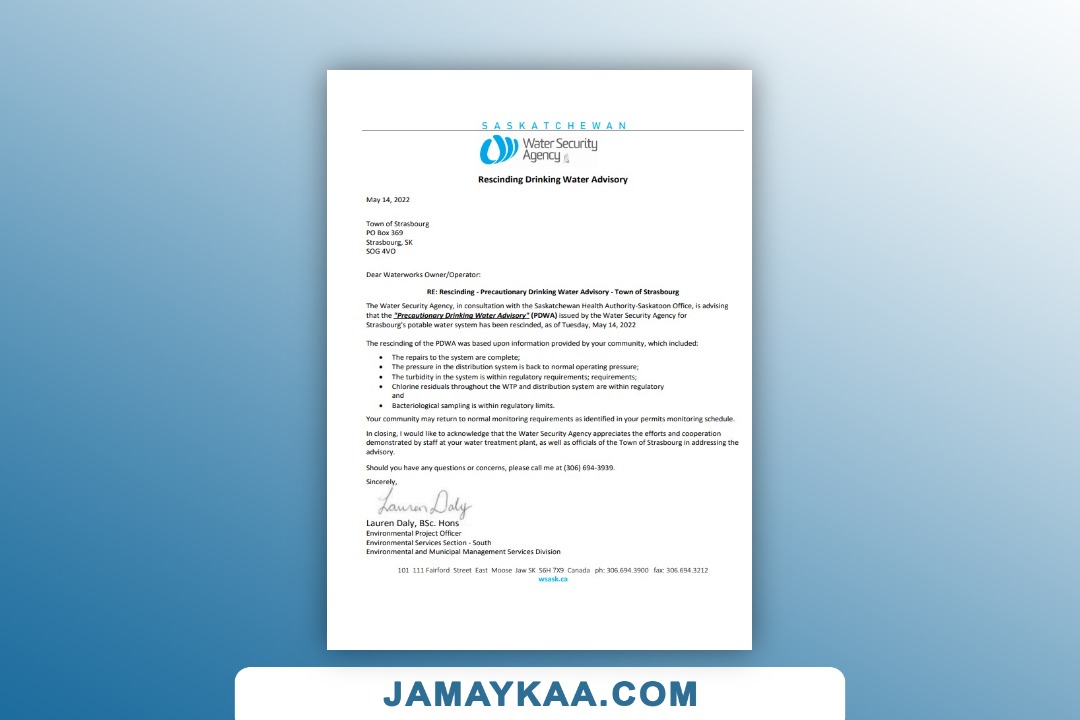 SASKATCHEWAN
Water Security
Agency
Rescinding Drinking Water Advisory
May 14, 2022
Town of Strasbourg
PO Box 369
Strasbourg, SK
SOG 4VO
Dear Waterworks Owner/Operator:
RE: Rescinding - Precautionary Drinking Water Advisory - Town of Strasbourg
The Water Security Agency, in consultation with the Saskatchewan Health Authority-Saskatoon Office, is advising
that the "Precautionary Drinking Water Advisory" (PDWA) issued by the Water Security Agency for
Strasbourg's potable water system has been rescinded, as of Tuesday, May 14, 2022
The rescinding of the PDWA was based upon information provided by your community, which included:
• The repairs to the system are complete;
• The pressure in the distribution system is back to normal operating pressure;
• The turbidity in the system is within regulatory requirements; requirements;
• Chlorine residuals throughout the WTP and distribution system are within regulatory
and
• Bacteriological sampling is within regulatory limits.
Your community may return to normal monitoring requirements as identified in your permits monitoring schedule.
In closing, I would like to acknowledge that the Water Security Agency appreciates the efforts and cooperation
demonstrated by staff at your water treatment plant, as well as officials of the Town of Strasbourg in addressing the
advisory.
Should you have any questions or concerns, please call me at (306) 694-3939.
Sincerely,
Lauren Daly
Lauren Daly, BSc. Hons
Environmental Project Officer
Environmental Services Section - South
Environmental and Municipal Management Services Division
101 111 Fairford Street East Moose Jaw SK S6H 7X9 Canada ph: 306.694.3900 fax: 306.694.3212
wsask.ca
JAMAYKAA.COM